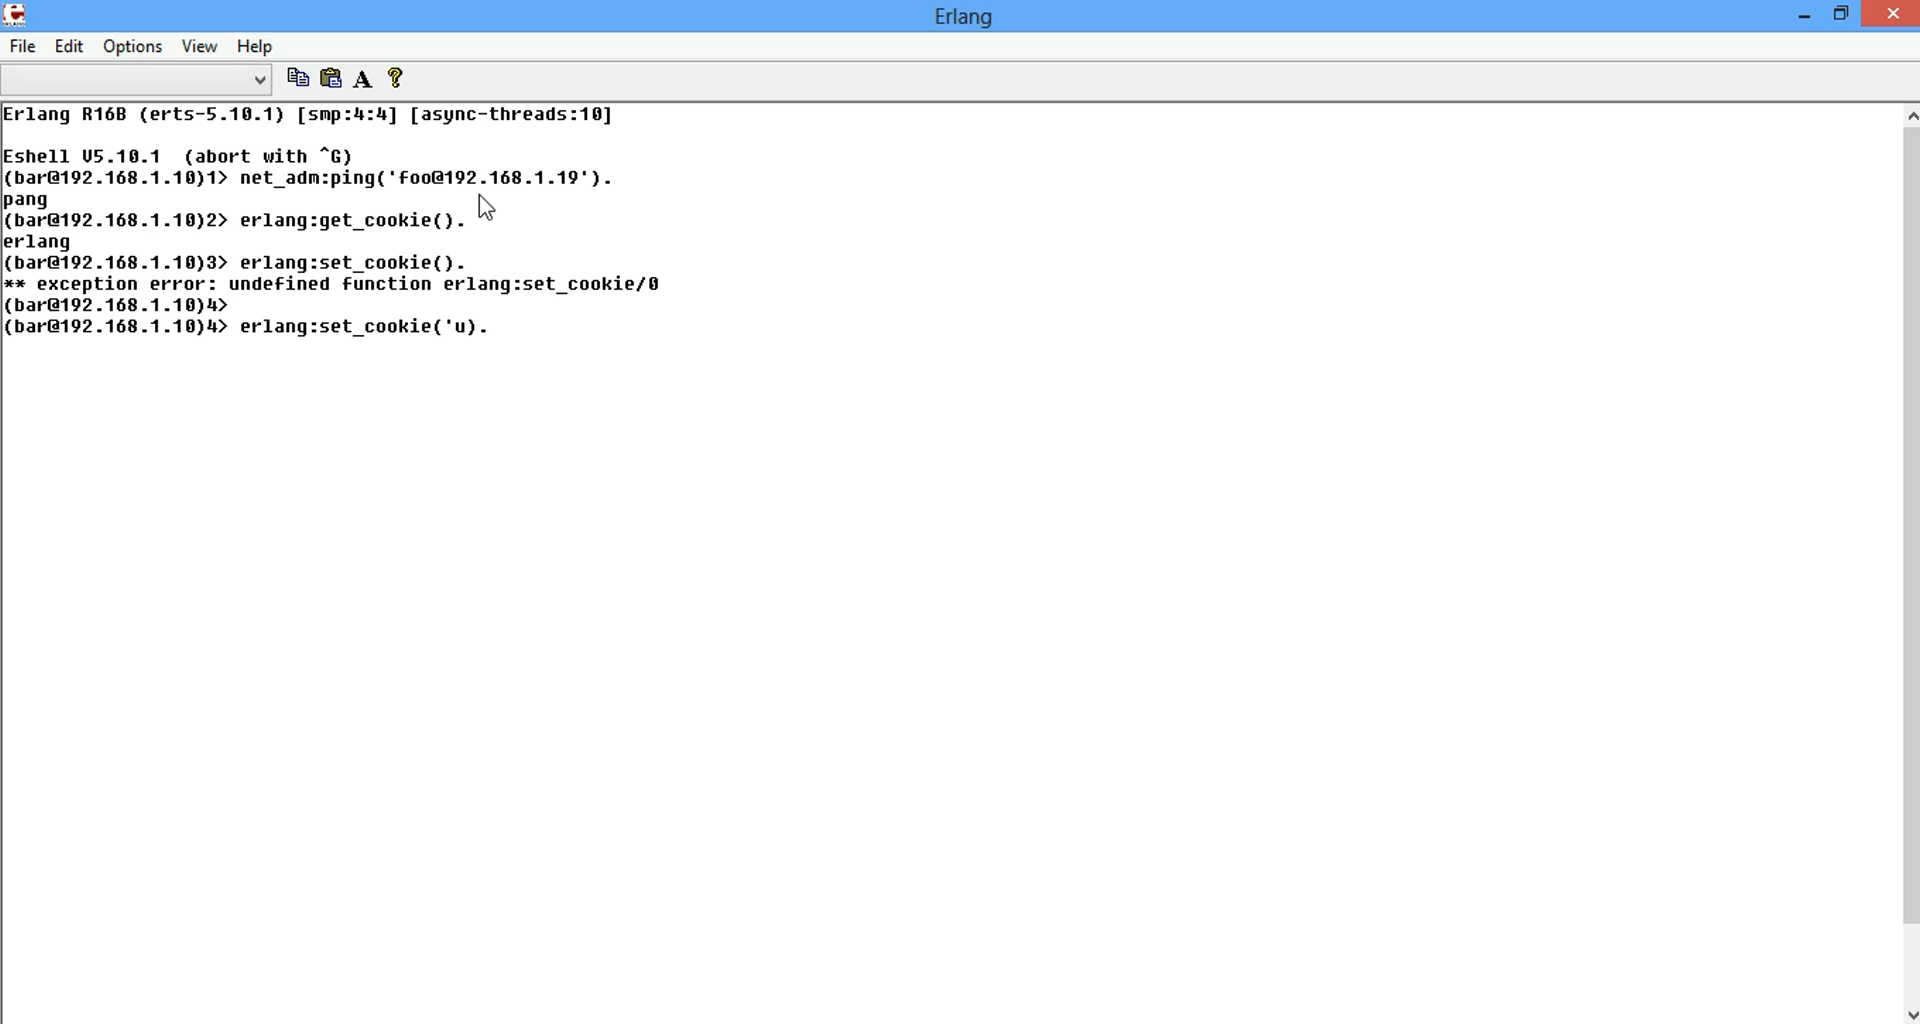 Erlang
File Edit Options View Help
Erlang R16B (erts-5.10.1) [smp:4:4] [async-threads:10]
Eshell V5.10.1  (abort with ^G)
(bar@192.168.1.10)1> net_adm:ping('foo@192.168.1.19').
pang
(bar@192.168.1.10)2> erlang:get_cookie().
erlang
(bar@192.168.1.10)3> erlang:set_cookie().
** exception error: undefined function erlang:set_cookie/0
(bar@192.168.1.10)4>
(bar@192.168.1.10)4> erlang:set_cookie('u).